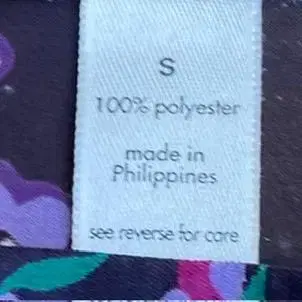 S
100% polyester
made in
Philippines
see reverse for care